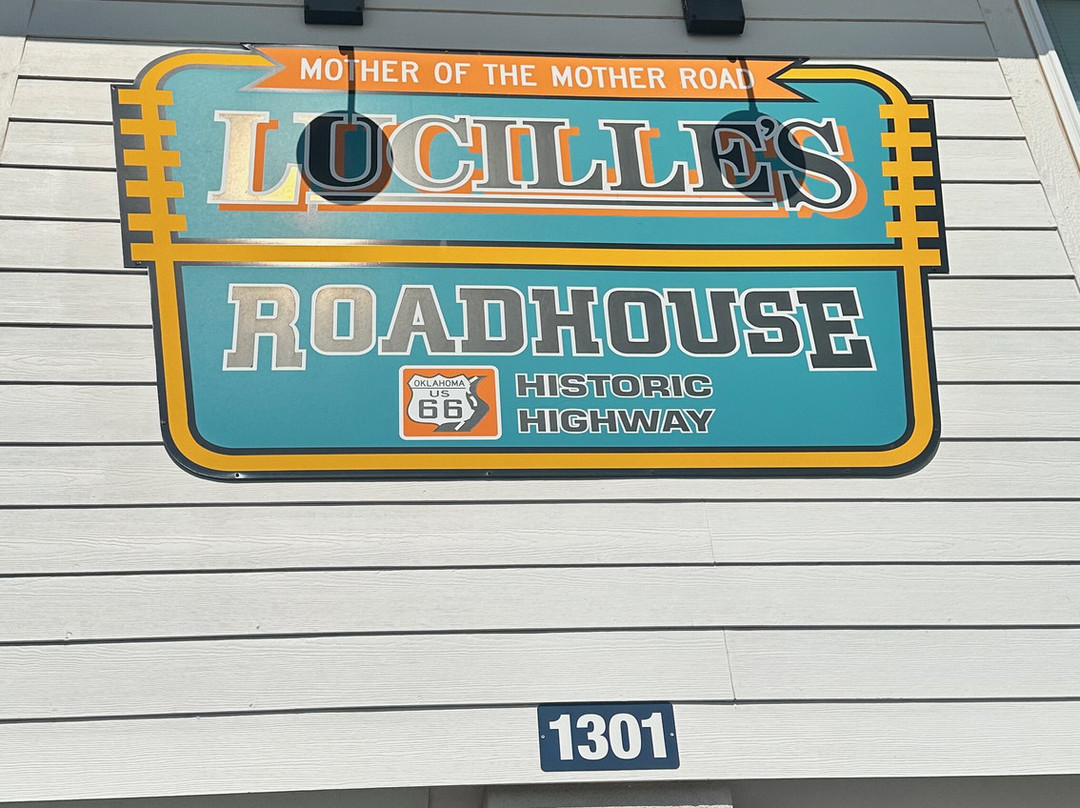 MOTHER OF THE MOTHER ROAD
LUCILLE'S
ROADHOUSE
OKLAHOMA
US
66
HISTORIC
HIGHWAY
1301